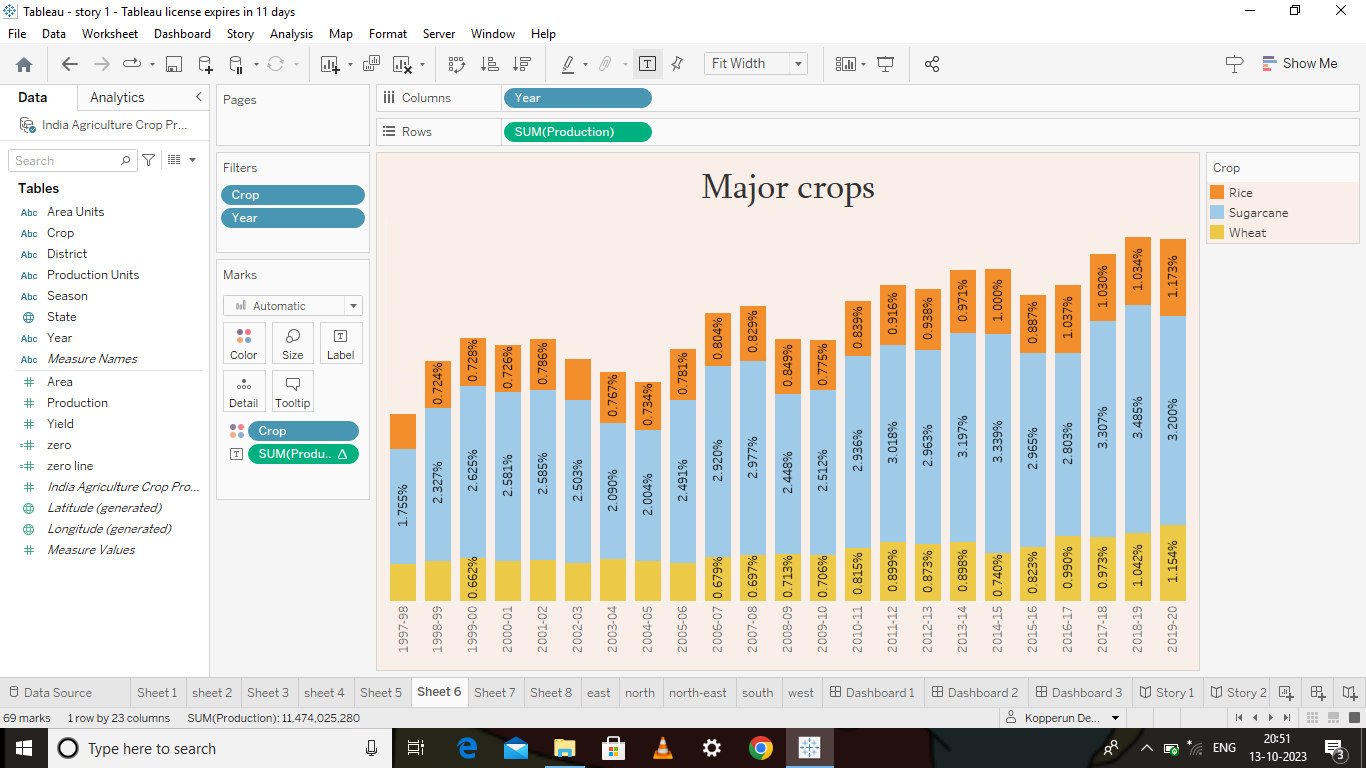 Tableau - story 1 - Tableau license expires in 11 days
File Data Worksheet Dashboard Story Analysis Map Format Server Window Help
Fit Width
Show Me
Data Analytics
India Agriculture Crop Pr...
Search
Tables
Abc Area Units
Abc Crop
Abc District
Abc Production Units
Abc Season
State
Abc Year
Abc Measure Names
Area
Production
Yield
zero
zero line
India Agriculture Crop Pro...
Latitude (generated)
Longitude (generated)
Measure Values
Pages
Filters
Crop
Year
Marks
Automatic
Color Size Label
Detail Tooltip
Crop
SUM(Produ.. Δ
Columns Year
Rows SUM(Production)
Major crops
0.724% 0.728% 0.726% 0.786% 0.767% 0.734% 0.781% 0.804% 0.829% 0.849% 0.775% 0.839% 0.916% 0.938% 0.971% 1.000% 0.887% 1.037% 1.030% 1.034% 1.173%
1.755% 2.327% 2.625% 2.581% 2.585% 2.503% 2.090% 2.004% 2.491% 2.920% 2.977% 2.448% 2.512% 2.936% 3.018% 2.963% 3.197% 3.339% 2.965% 2.803% 3.307% 3.485% 3.200%
0.662% 0.679% 0.697% 0.713% 0.706% 0.815% 0.899% 0.873% 0.898% 0.740% 0.823% 0.990% 0.973% 1.042% 1.154%
1997-98 1998-99 1999-00 2000-01 2001-02 2002-03 2003-04 2004-05 2005-06 2006-07 2007-08 2008-09 2009-10 2010-11 2011-12 2012-13 2013-14 2014-15 2015-16 2016-17 2017-18 2018-19 2019-20
Crop
Rice
Sugarcane
Wheat
Data Source Sheet 1 sheet 2 Sheet 3 sheet 4 Sheet 5 Sheet 6 Sheet 7 Sheet 8 east north north-east south west Dashboard 1 Dashboard 2 Dashboard 3 Story 1 Story 2
69 marks 1 row by 23 columns SUM(Production): 11,474,025,280
Kopperun De...
Type here to search
ENG
20:51
13-10-2023
3